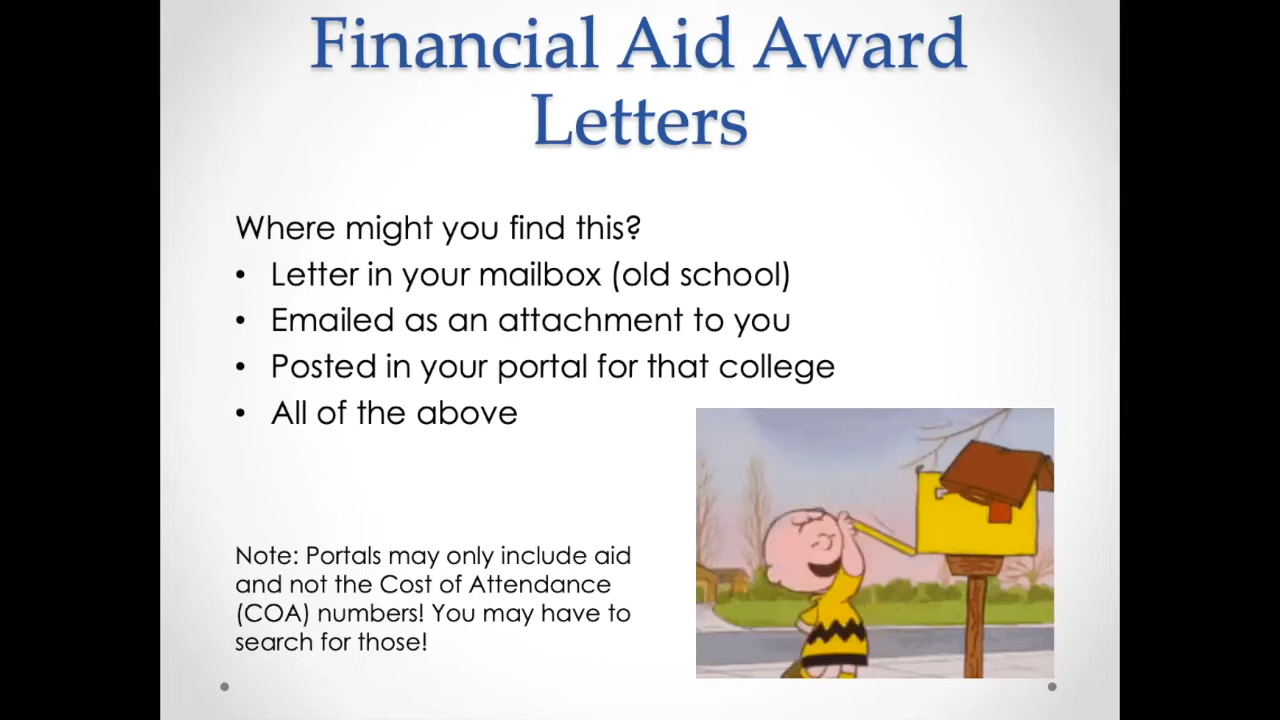 Financial Aid Award
Letters
Where might you find this?
• Letter in your mailbox (old school)
• Emailed as an attachment to you
• Posted in your portal for that college
• All of the above
Note: Portals may only include aid
and not the Cost of Attendance
(COA) numbers! You may have to
search for those!